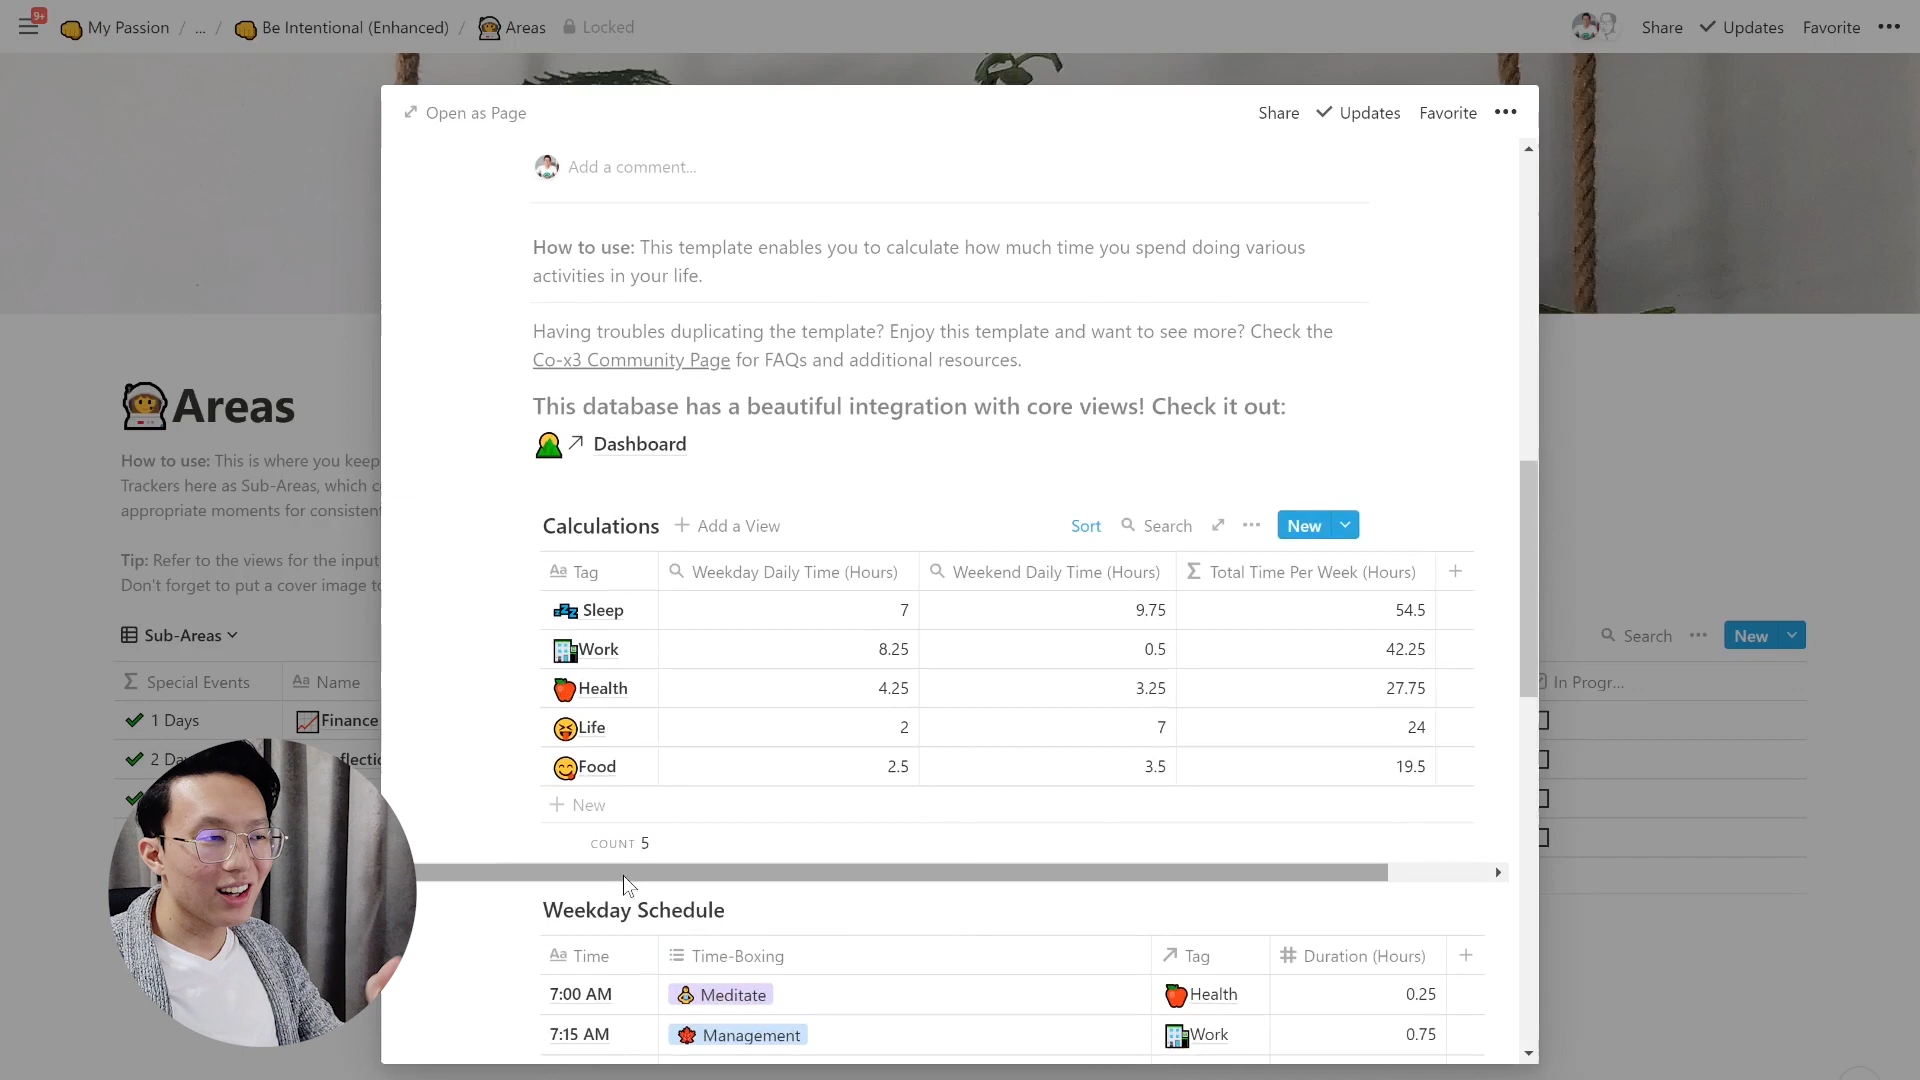 9+
My Passion / ... / Be Intentional (Enhanced) / Areas Locked
Share Updates Favorite
Open as Page
Share Updates Favorite
Add a comment...
How to use: This template enables you to calculate how much time you spend doing various
activities in your life.
Having troubles duplicating the template? Enjoy this template and want to see more? Check the
Co-x3 Community Page for FAQs and additional resources.
This database has a beautiful integration with core views! Check it out:
Dashboard
Areas
How to use: This is where you keep
Trackers here as Sub-Areas, which
appropriate moments for consistent
Tip: Refer to the views for the input
Don't forget to put a cover image
Sub-Areas
Search
New
Special Events Aa Name
In Progr...
1 Days Finance
2
Calculations + Add a View
Sort Search ... New
Aa Tag Weekday Daily Time (Hours) Weekend Daily Time (Hours) Σ Total Time Per Week (Hours) +
Sleep 7 9.75 54.5
Work 8.25 0.5 42.25
Health 4.25 3.25 27.75
Life 2 7 24
Food 2.5 3.5 19.5
+ New
COUNT 5
Weekday Schedule
Aa Time Time-Boxing Tag # Duration (Hours) +
7:00 AM Meditate Health 0.25
7:15 AM Management Work 0.75